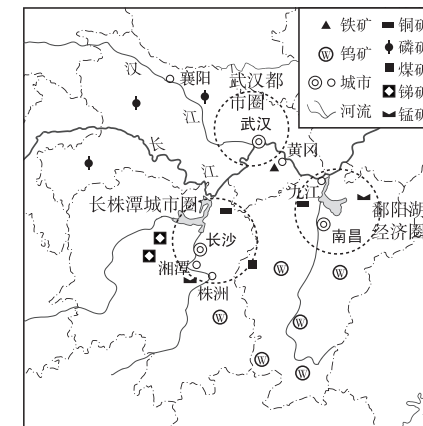 铁矿 铜矿
钨矿 磷矿
煤矿
城市 锑矿
河流 锰矿
汉
襄阳
江
武汉都
市圈
武汉
黄冈
长
江
九江
长株潭城市圈
鄱阳湖
经济圈
长沙
南昌
湘潭
株洲
W
W
W
W
W
W
W